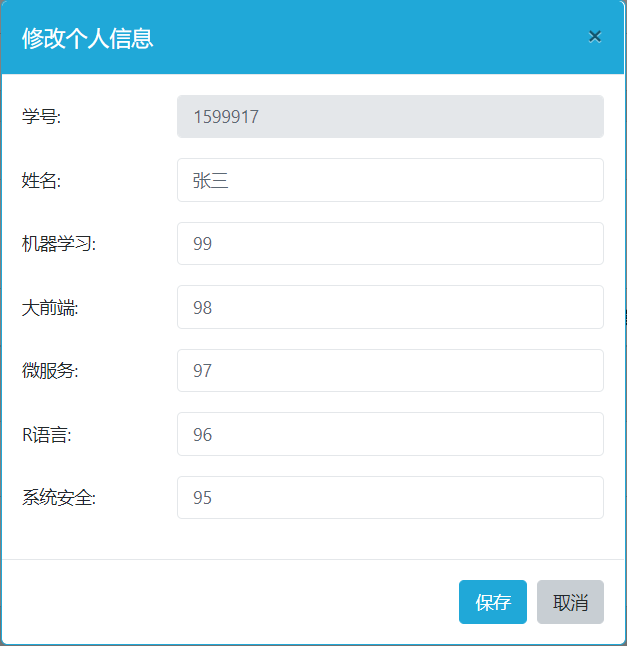 修改个人信息 ×
学号: 1599917
姓名: 张三
机器学习: 99
大前端: 98
微服务: 97
R语言: 96
系统安全: 95
保存 取消